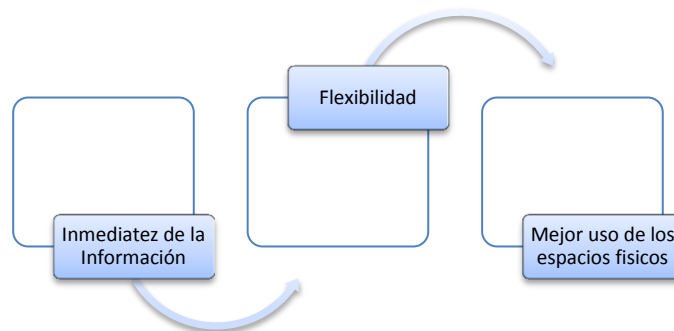 Flexibilidad
Inmediatez de la
Información
Mejor uso de los
espacios fisicos